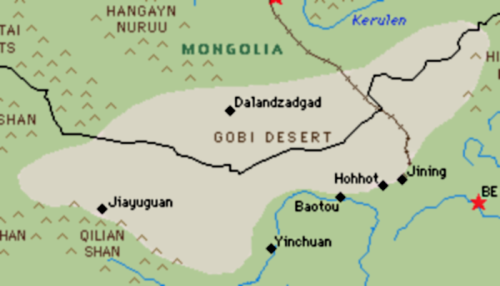 HANGAYN
NURUU
Kerulen
TAI
TS
MONGOLIA
HI
Dalandzadgad
SHAN
GOBI DESERT
Jining
Hohhot
BE
Jiayuguan
Baotou
HAN
QILIAN
SHAN
Yinchuan